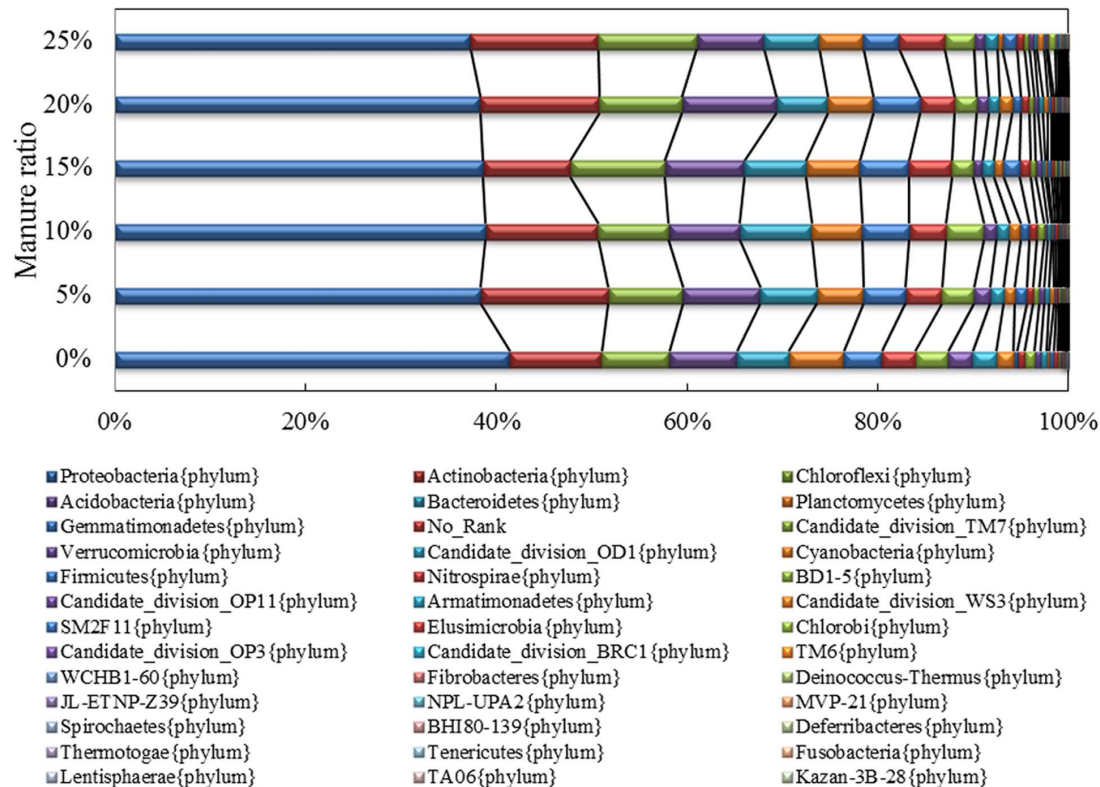 25%
20%
15%
10%
5%
0%
Manure ratio
0% 20% 40% 60% 80% 100%
Proteobacteria{phylum} Actinobacteria{phylum} Chloroflexi{phylum}
Acidobacteria{phylum} Bacteroidetes{phylum} Planctomycetes{phylum}
Gemmatimonadetes{phylum} No_Rank Candidate_division_TM7{phylum}
Verrucomicrobia{phylum} Candidate_division_OD1{phylum} Cyanobacteria{phylum}
Firmicutes{phylum} Nitrospirae{phylum} BD1-5{phylum}
Candidate_division_OP11{phylum} Armatimonadetes{phylum} Candidate_division_WS3{phylum}
SM2F11{phylum} Elusimicrobia{phylum} Chlorobi{phylum}
Candidate_division_OP3{phylum} Candidate_division_BRC1{phylum} TM6{phylum}
WCHB1-60{phylum} Fibrobacteres{phylum} Deinococcus-Thermus{phylum}
JL-ETNP-Z39{phylum} NPL-UPA2{phylum} MVP-21{phylum}
Spirochaetes{phylum} BHI80-139{phylum} Deferribacteres{phylum}
Thermotogae{phylum} Tenericutes{phylum} Fusobacteria{phylum}
Lentisphaerae{phylum} TA06{phylum} Kazan-3B-28{phylum}